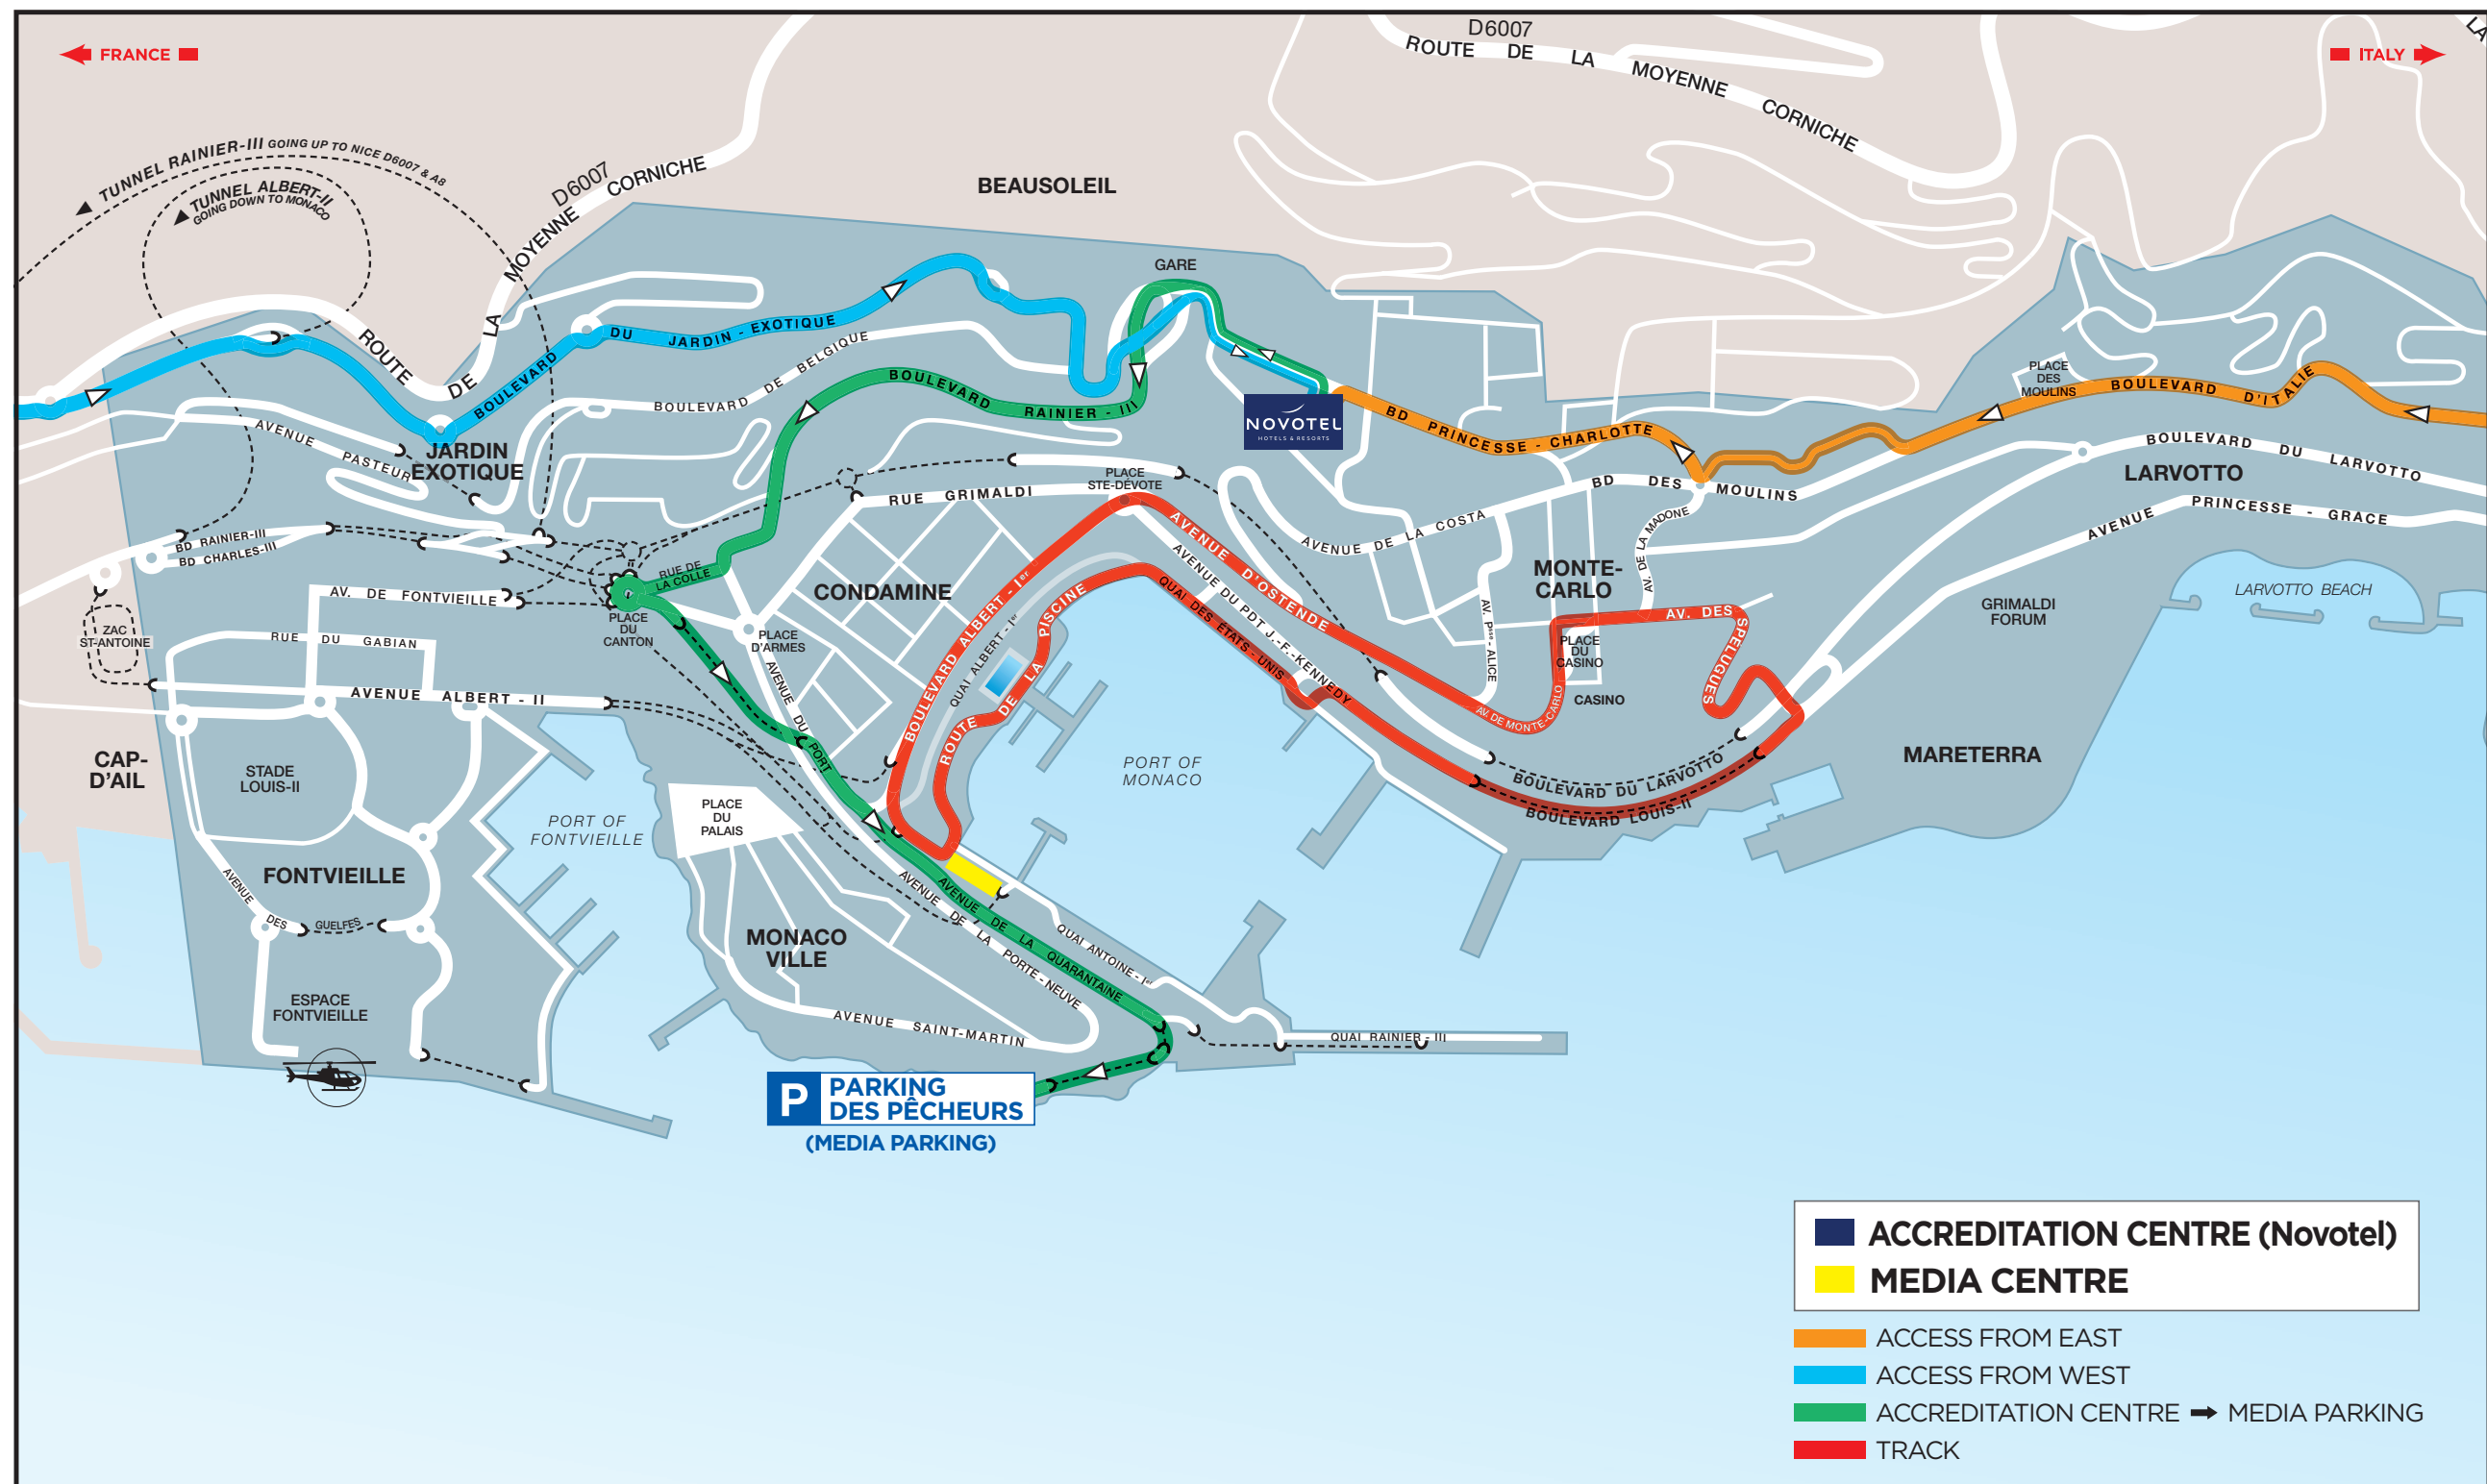 FRANCE
D6007
ROUTE DE LA MOYENNE CORNICHE
ITALY
LA
TUNNEL RAINIER-III GOING UP TO NICE D6007 & A8
TUNNEL ALBERT-II
GOING DOWN TO MONACO
D6007
ROUTE DE LA MOYENNE CORNICHE
BEAUSOLEIL
GARE
BOULEVARD DU JARDIN - EXOTIQUE
BOULEVARD DE BELGIQUE
BOULEVARD RAINIER - III
NOVOTEL
HOTELS & RESORTS
BD PRINCESSE - CHARLOTTE
PLACE
DES
MOULINS
BOULEVARD D'ITALIE
AVENUE PASTEUR
JARDIN
EXOTIQUE
PLACE
STE-DÉVOTE
RUE GRIMALDI
BD DES MOULINS
BOULEVARD DU LARVOTTO
LARVOTTO
AVENUE PRINCESSE - GRACE
AVENUE DE LA COSTA
AV. DE LA MADONE
BD RAINIER-III
BD CHARLES-III
RUE DE
LA COLLE
AV. DE FONTVIEILLE
PLACE
DU
CANTON
CONDAMINE
PLACE
D'ARMES
ZAC
ST-ANTOINE
RUE DU GABIAN
AVENUE ALBERT - II
BOULEVARD ALBERT - Ier
QUAI ALBERT - Ier
ROUTE DE LA PISCINE
AVENUE D'OSTENDE
AVENUE DU PDT J.-F.-KENNEDY
QUAI DES ÉTATS - UNIS
MONTE-
CARLO
AV. Psse - ALICE
AV. DES SPELUGUES
PLACE
DU
CASINO
CASINO
AV. DE MONTE-CARLO
GRIMALDI
FORUM
LARVOTTO BEACH
MARETERRA
BOULEVARD DU LARVOTTO
BOULEVARD LOUIS-II
CAP-
D'AIL
STADE
LOUIS-II
PORT OF
FONTVIEILLE
PLACE
DU
PALAIS
AVENUE DU PORT
PORT OF
MONACO
FONTVIEILLE
AVENUE DES GUELFES
MONACO
VILLE
AVENUE DE LA PORTE - NEUVE
AVENUE DE LA QUARANTAINE
QUAI ANTOINE - Ier
ESPACE
FONTVIEILLE
AVENUE SAINT-MARTIN
QUAI RAINIER - III
P PARKING
DES PÊCHEURS
(MEDIA PARKING)
ACCREDITATION CENTRE (Novotel)
MEDIA CENTRE
ACCESS FROM EAST
ACCESS FROM WEST
ACCREDITATION CENTRE → MEDIA PARKING
TRACK